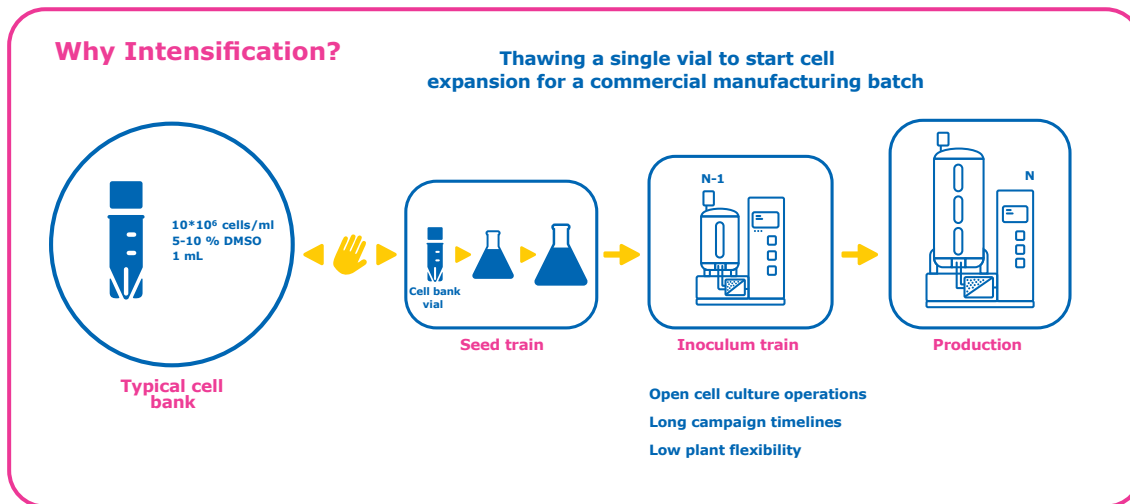 Why Intensification?
Thawing a single vial to start cell
expansion for a commercial manufacturing batch
10*10⁶ cells/ml
5-10 % DMSO
1 mL
Typical cell
bank
Cell bank
vial
Seed train
N-1
Inoculum train
N
Production
Open cell culture operations
Long campaign timelines
Low plant flexibility